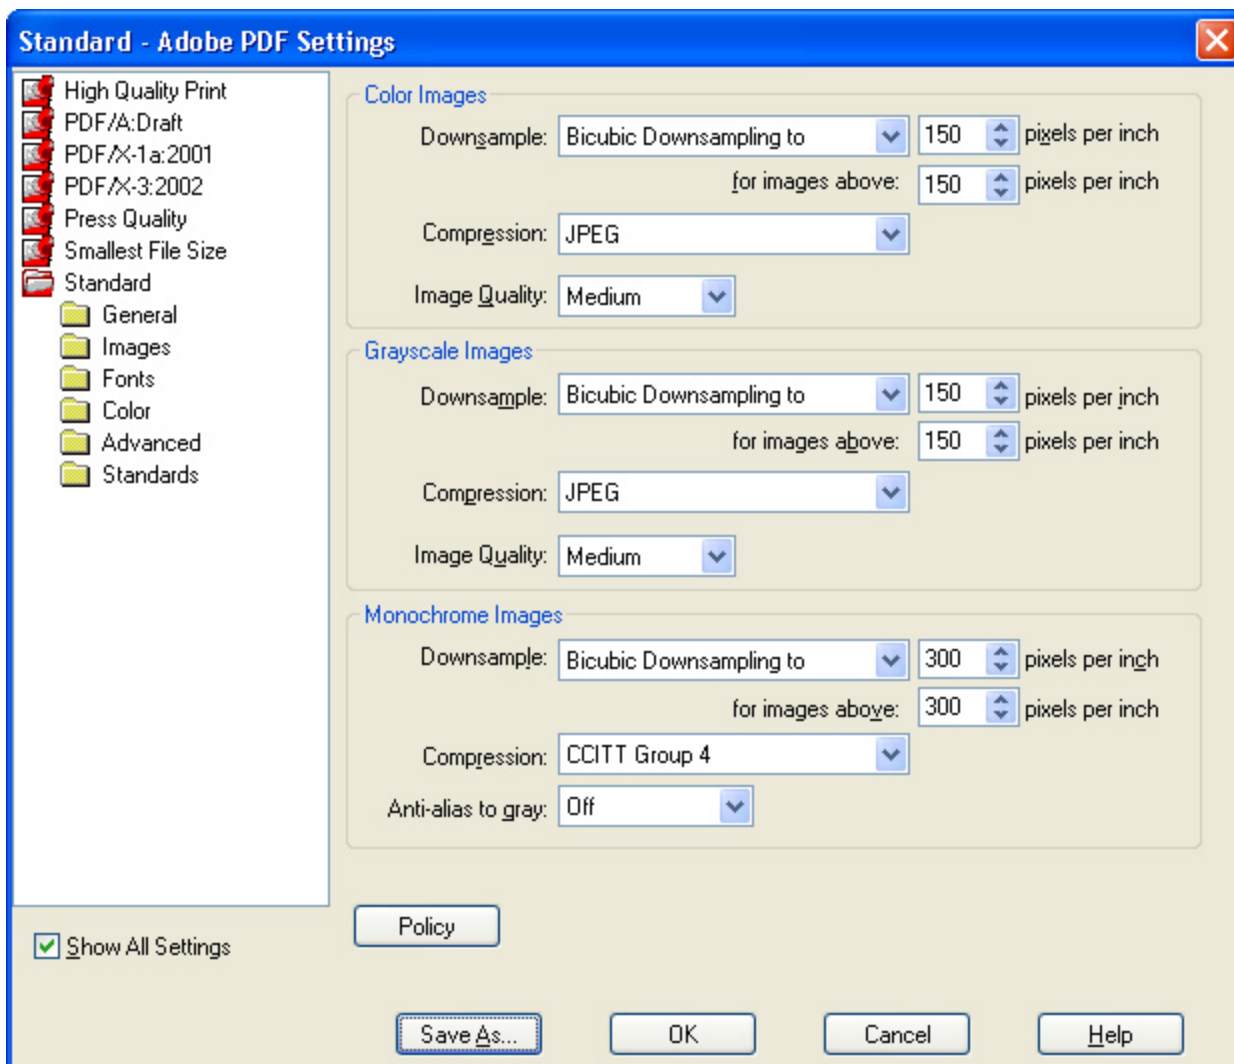 Standard - Adobe PDF Settings
High Quality Print
PDF/A:Draft
PDF/X-1a:2001
PDF/X-3:2002
Press Quality
Smallest File Size
Standard
General
Images
Fonts
Color
Advanced
Standards
Show All Settings
Color Images
Downsample: Bicubic Downsampling to 150 pixels per inch
for images above: 150 pixels per inch
Compression: JPEG
Image Quality: Medium
Grayscale Images
Downsample: Bicubic Downsampling to 150 pixels per inch
for images above: 150 pixels per inch
Compression: JPEG
Image Quality: Medium
Monochrome Images
Downsample: Bicubic Downsampling to 300 pixels per inch
for images above: 300 pixels per inch
Compression: CCITT Group 4
Anti-alias to gray: Off
Policy
Save As... OK Cancel Help